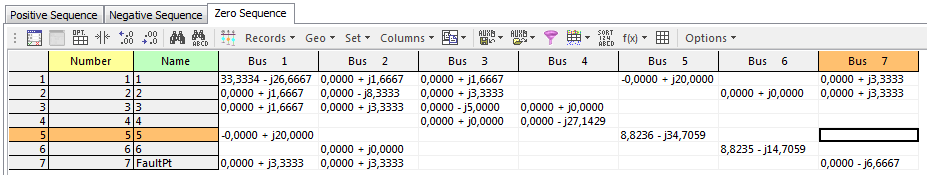 Positive Sequence Negative Sequence Zero Sequence
Records Geo Set Columns AUXB AUXB SORT 124 ABC f(x) Options
Number Name Bus 1 Bus 2 Bus 3 Bus 4 Bus 5 Bus 6 Bus 7
1 1 1 33,3334 - j26,6667 0,0000 + j1,6667 0,0000 + j1,6667 -0,0000 + j20,0000 0,0000 + j3,3333
2 2 2 0,0000 + j1,6667 0,0000 - j8,3333 0,0000 + j3,3333 0,0000 + j0,0000 0,0000 + j3,3333
3 3 3 0,0000 + j1,6667 0,0000 + j3,3333 0,0000 - j5,0000 0,0000 + j0,0000
4 4 4 0,0000 + j0,0000 0,0000 - j27,1429
5 5 5 -0,0000 + j20,0000 8,8236 - j34,7059
6 6 6 0,0000 + j0,0000 8,8235 - j14,7059
7 7 FaultPt 0,0000 + j3,3333 0,0000 + j3,3333 0,0000 - j6,6667